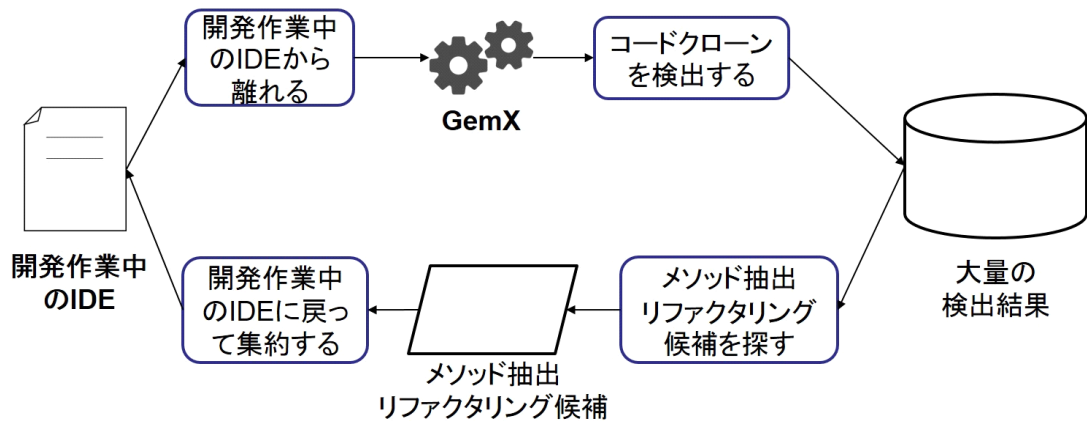 開発作業中
のIDEから
離れる
GemX
コードクローン
を検出する
開発作業中
のIDE
大量の
検出結果
開発作業中
のIDEに戻っ
て集約する
メソッド抽出
リファクタリング候補
メソッド抽出
リファクタリング
候補を探す